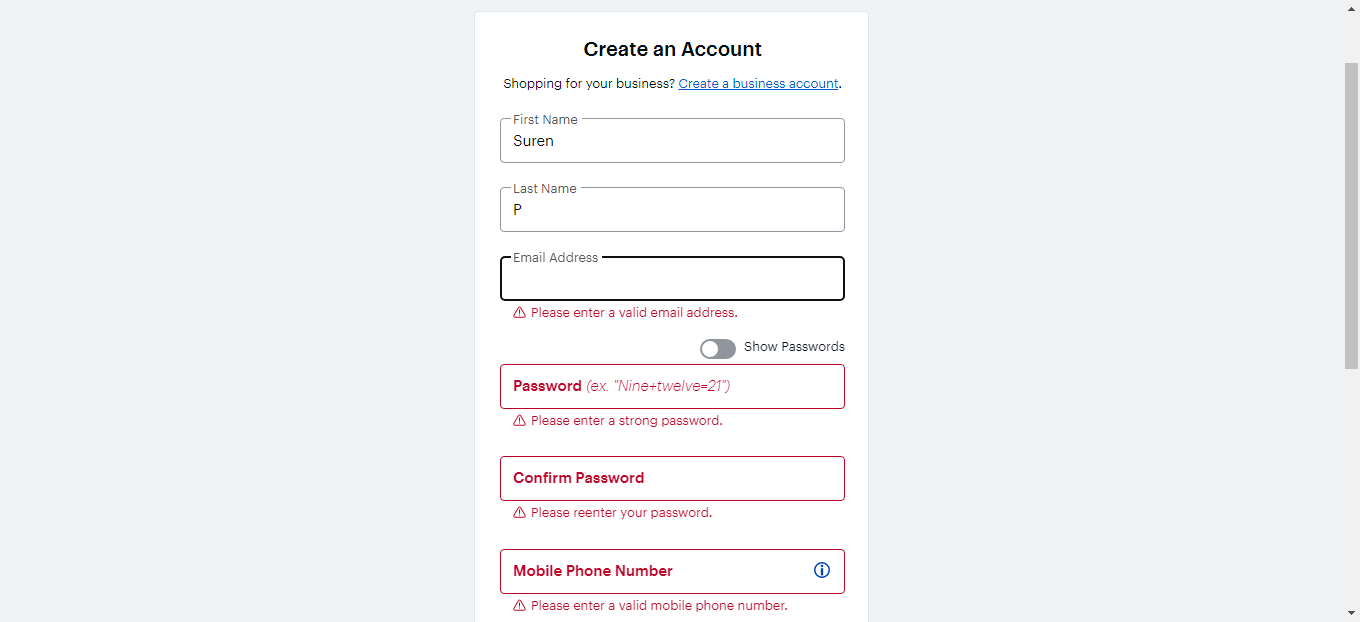 Create an Account
Shopping for your business? Create a business account.
First Name
Suren
Last Name
P
Email Address
Please enter a valid email address.
Show Passwords
Password (ex. "Nine+twelve=21")
Please enter a strong password.
Confirm Password
Please reenter your password.
Mobile Phone Number
Please enter a valid mobile phone number.